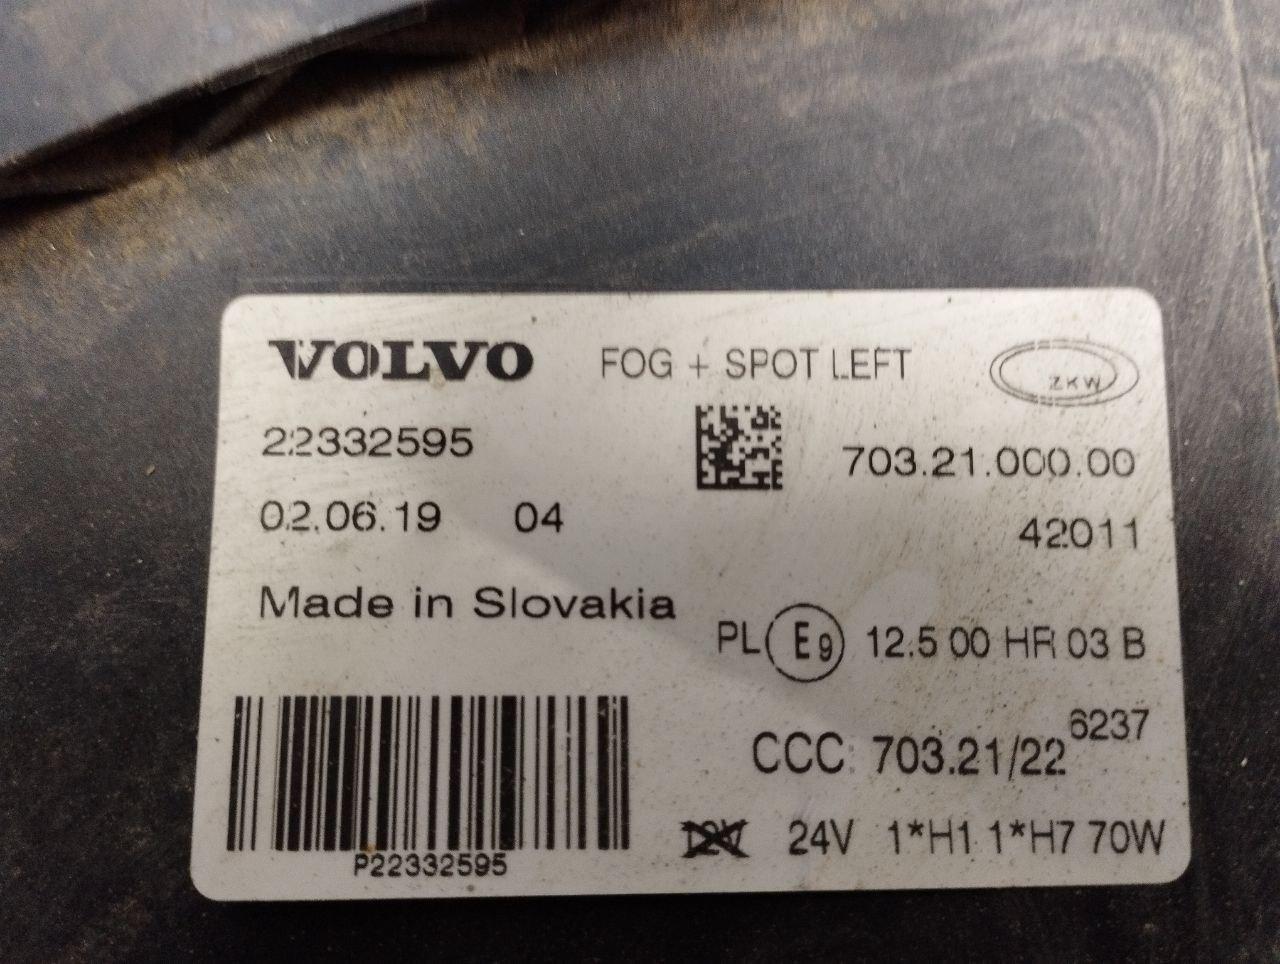 VOLVO FOG + SPOT LEFT ZKW
22332595 703.21.000.00
02.06.19 04 42011
Made in Slovakia
PL E9 12.5 00 HR 03 B
6237
CCC 703.21/22
12V 24V 1*H1 1*H7 70W
P22332595